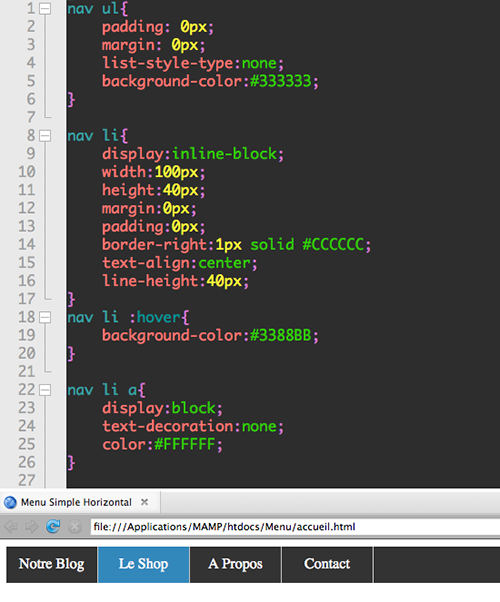 1 nav ul{
2 padding: 0px;
3 margin: 0px;
4 list-style-type:none;
5 background-color:#333333;
6 }
7
8 nav li{
9 display:inline-block;
10 width:100px;
11 height:40px;
12 margin:0px;
13 padding:0px;
14 border-right:1px solid #CCCCCC;
15 text-align:center;
16 line-height:40px;
17 }
18 nav li :hover{
19 background-color:#3388BB;
20 }
21
22 nav li a{
23 display:block;
24 text-decoration:none;
25 color:#FFFFFF;
26 }
27
Menu Simple Horizontal
file:///Applications/MAMP/htdocs/Menu/accueil.html
Notre Blog Le Shop A Propos Contact